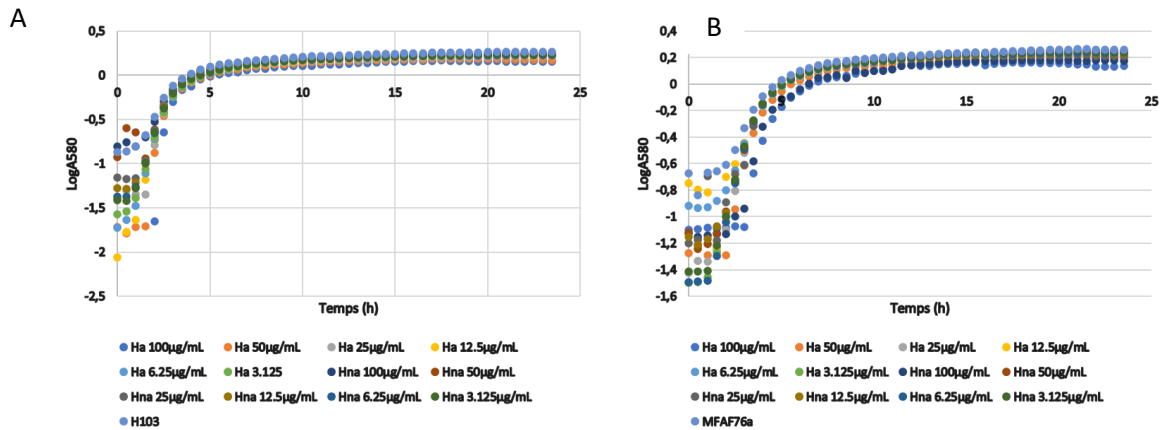 A
B
0,5
0
-0,5
-1
-1,5
-2
-2,5
0 5 10 15 20 25
LogA580
Temps (h)
Ha 100µg/mL Ha 50µg/mL Ha 25µg/mL Ha 12.5µg/mL
Ha 6.25µg/mL Ha 3.125 Hna 100µg/mL Hna 50µg/mL
Hna 25µg/mL Hna 12.5µg/mL Hna 6.25µg/mL Hna 3.125µg/mL
H103
0,4
0,2
0
-0,2
-0,4
-0,6
-0,8
-1
-1,2
-1,4
-1,6
0 5 10 15 20 25
LogA580
Temps (h)
Ha 100µg/mL Ha 50µg/mL Ha 25µg/mL Ha 12.5µg/mL
Ha 6.25µg/mL Ha 3.125µg/mL Hna 100µg/mL Hna 50µg/mL
Hna 25µg/mL Hna 12.5µg/mL Hna 6.25µg/mL Hna 3.125µg/mL
MFAF76a